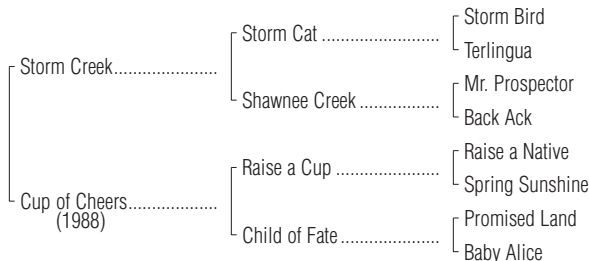 Storm Bird
Storm Cat ......................
Terlingua
Storm Creek....................
Mr. Prospector
Shawnee Creek ...............
Back Ack
Raise a Native
Raise a Cup ...................
Spring Sunshine
Cup of Cheers.................
(1988)
Promised Land
Child of Fate...................
Baby Alice